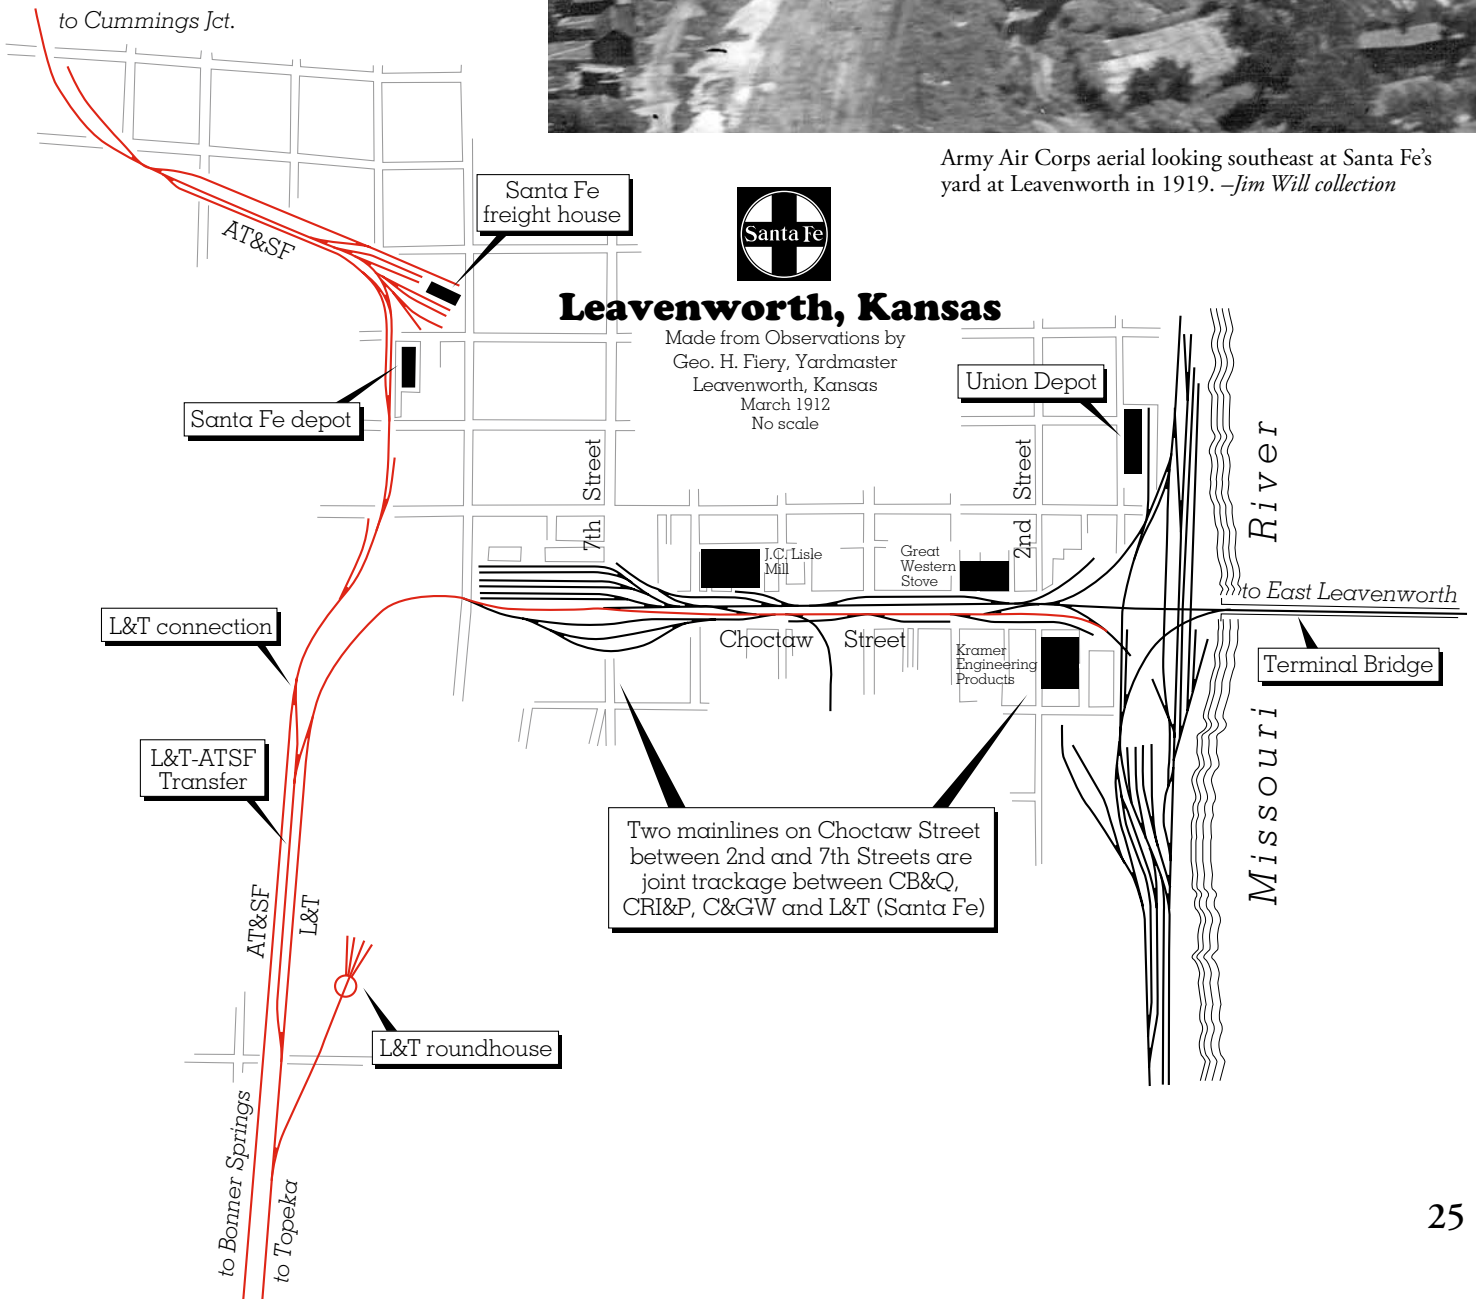 to Cummings Jct.
Army Air Corps aerial looking southeast at Santa Fe’s
yard at Leavenworth in 1919. –Jim Will collection
Santa Fe
freight house
AT&SF
Santa Fe
Leavenworth, Kansas
Made from Observations by
Geo. H. Fiery, Yardmaster
Leavenworth, Kansas
March 1912
No scale
Union Depot
Santa Fe depot
7th Street
2nd Street
J.C. Lisle
Mill
Great
Western
Stove
River
to East Leavenworth
L&T connection
Choctaw Street
Kramer
Engineering
Products
Terminal Bridge
L&T-ATSF
Transfer
Missouri
Two mainlines on Choctaw Street
between 2nd and 7th Streets are
joint trackage between CB&Q,
CRI&P, C&GW and L&T (Santa Fe)
AT&SF
L&T
L&T roundhouse
to Bonner Springs
to Topeka
25